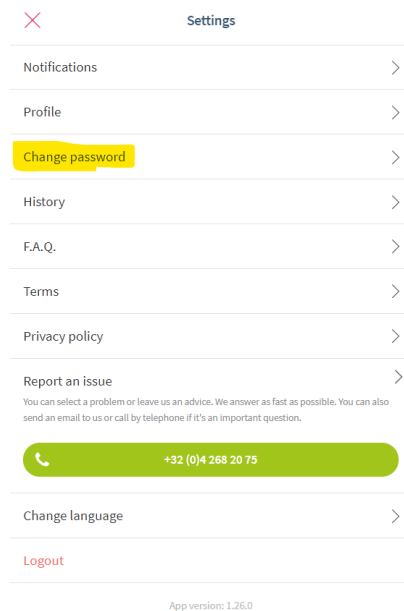 Settings
Notifications
Profile
Change password
History
F.A.Q.
Terms
Privacy policy
Report an issue
You can select a problem or leave us an advice. We answer as fast as possible. You can also
send an email to us or call by telephone if it's an important question.
+32 (0)4 268 20 75
Change language
Logout
App version: 1.26.0